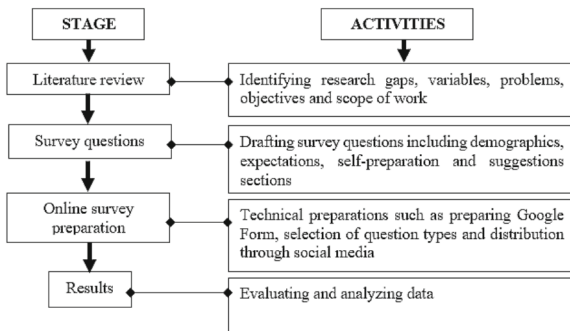 STAGE
ACTIVITIES
Literature review
Identifying research gaps, variables, problems,
objectives and scope of work
Survey questions
Drafting survey questions including demographics,
expectations, self-preparation and suggestions
sections
Online survey
preparation
Technical preparations such as preparing Google
Form, selection of question types and distribution
through social media
Results
Evaluating and analyzing data